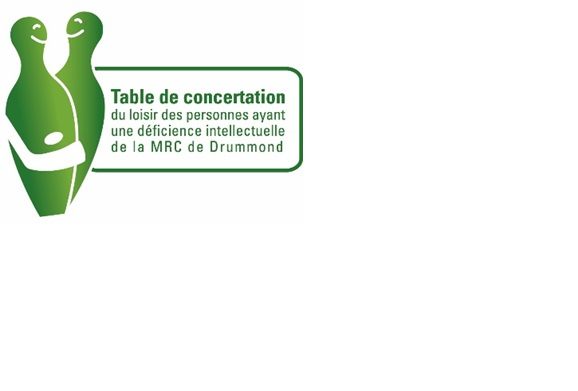 Table de concertation
du loisir des personnes ayant
une déficience intellectuelle
de la MRC de Drummond